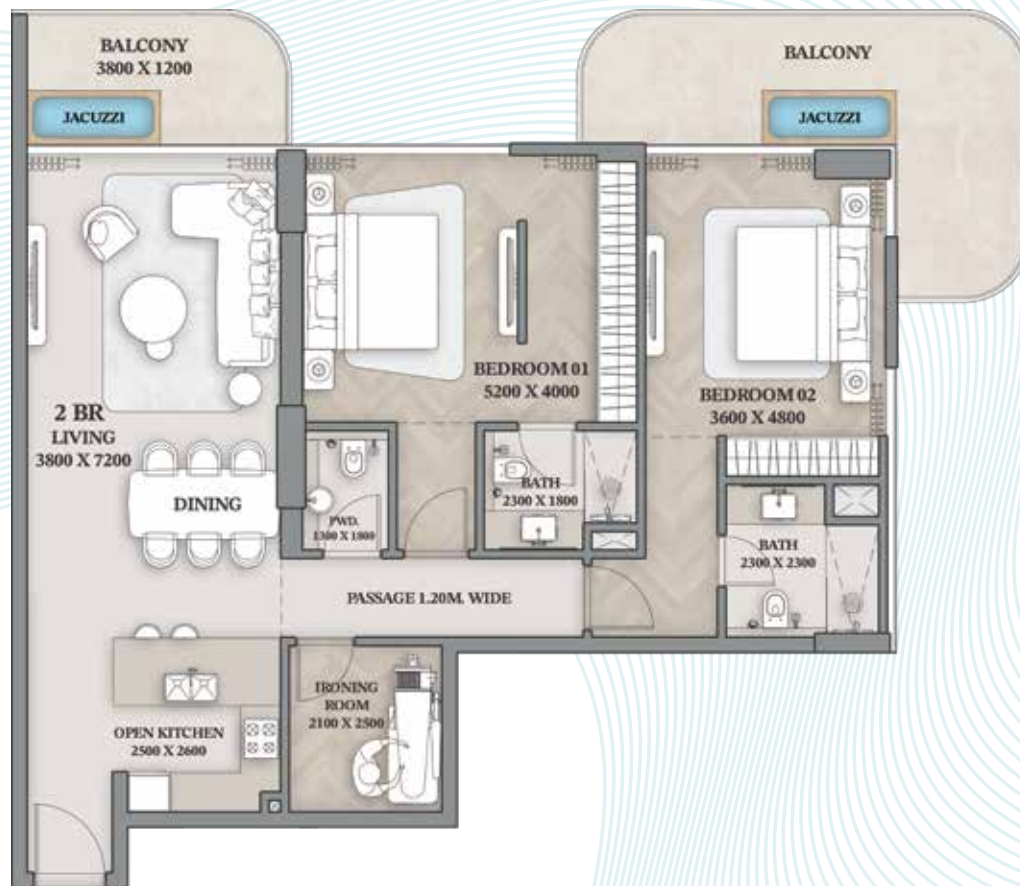 BALCONY
3800 X 1200
JACUZZI
BALCONY
JACUZZI
BEDROOM 01
5200 X 4000
BEDROOM 02
3600 X 4800
2 BR
LIVING
3800 X 7200
DINING
PWD.
1300 X 1800
BATH
2300 X 1800
BATH
2300 X 2300
PASSAGE 1.20M. WIDE
IRONING
ROOM
2100 X 2500
OPEN KITCHEN
2500 X 2600